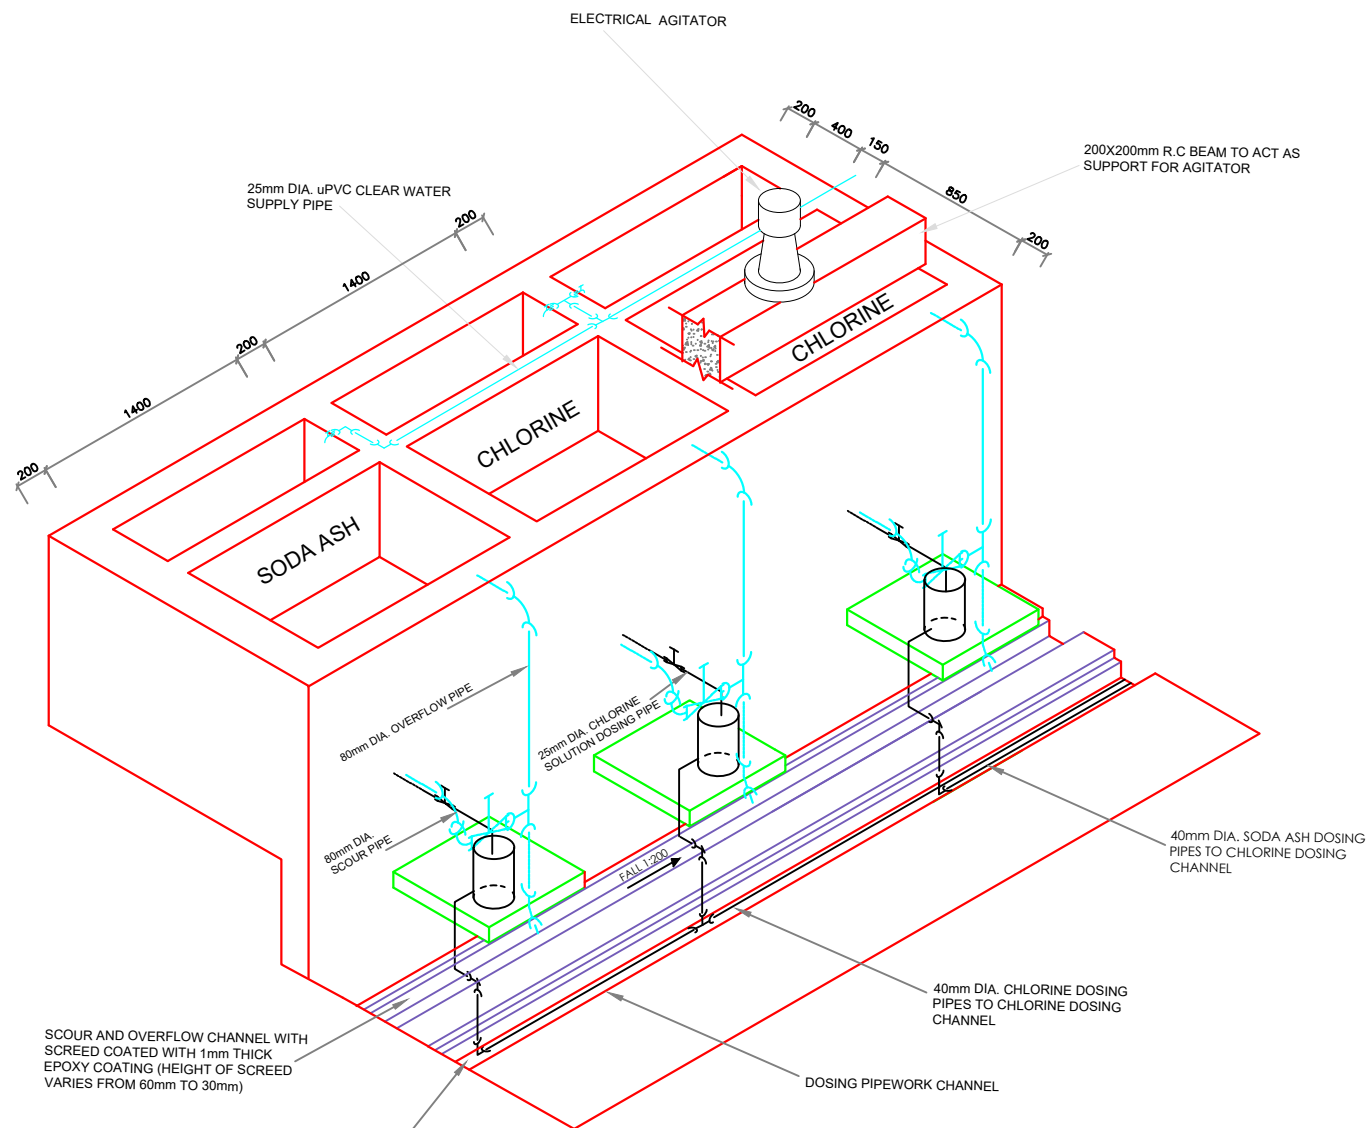 ELECTRICAL AGITATOR
200
400
150
850
200
200X200mm R.C BEAM TO ACT AS
SUPPORT FOR AGITATOR
25mm DIA. uPVC CLEAR WATER
SUPPLY PIPE
200
1400
200
1400
200
CHLORINE
CHLORINE
SODA ASH
80mm DIA. OVERFLOW PIPE
25mm DIA. CHLORINE
SOLUTION DOSING PIPE
80mm DIA.
SCOUR PIPE
FALL 1:200
40mm DIA. SODA ASH DOSING
PIPES TO CHLORINE DOSING
CHANNEL
40mm DIA. CHLORINE DOSING
PIPES TO CHLORINE DOSING
CHANNEL
SCOUR AND OVERFLOW CHANNEL WITH
SCREED COATED WITH 1mm THICK
EPOXY COATING (HEIGHT OF SCREED
VARIES FROM 60mm TO 30mm)
DOSING PIPEWORK CHANNEL